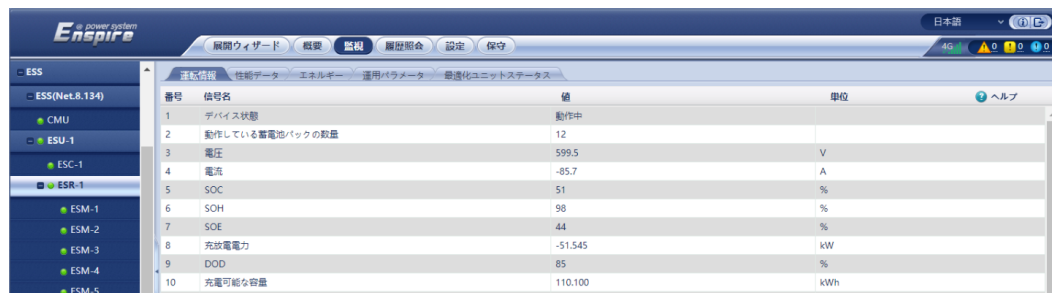 e power system
Enspire
日本語
展開ウィザード 概要 監視 履歴照会 設定 保守
4G 0 0 0
ESS
運転情報 性能データ エネルギー 運用パラメータ 最適化ユニットステータス
ESS(Net.8.134)
番号 信号名 値 単位 ヘルプ
CMU
1 デバイス状態 動作中
ESU-1
2 動作している蓄電池パックの数量 12
3 電圧 599.5 V
ESC-1
4 電流 -85.7 A
ESR-1
5 SOC 51 %
ESM-1
6 SOH 98 %
ESM-2
7 SOE 44 %
ESM-3
8 充放電電力 -51.545 kW
ESM-4
9 DOD 85 %
ESM-5
10 充電可能な容量 110.100 kWh